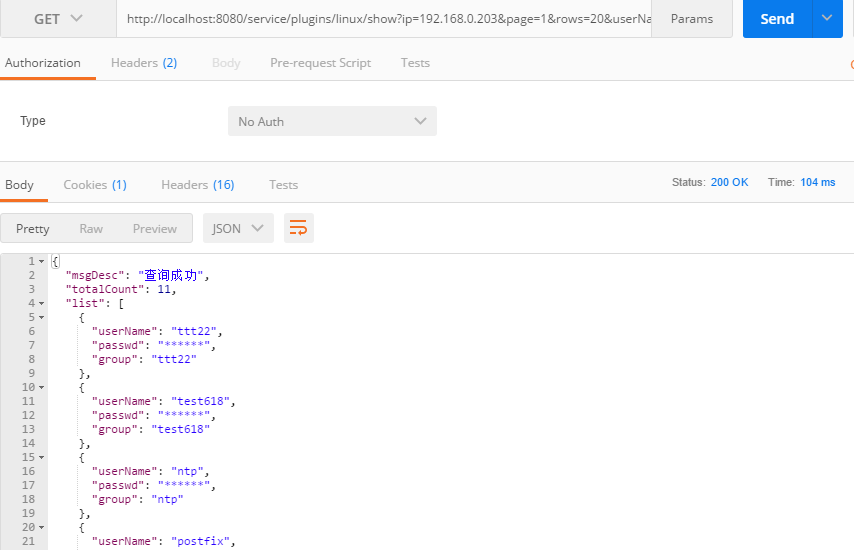 GET http://localhost:8080/service/plugins/linux/show?ip=192.168.0.203&page=1&rows=20&userNa Params Send
Authorization Headers (2) Body Pre-request Script Tests
Type No Auth
Body Cookies (1) Headers (16) Tests Status: 200 OK Time: 104 ms
Pretty Raw Preview JSON
1 {
2 "msgDesc": "查询成功",
3 "totalCount": 11,
4 "list": [
5 {
6 "userName": "ttt22",
7 "passwd": "******",
8 "group": "ttt22"
9 },
10 {
11 "userName": "test618",
12 "passwd": "******",
13 "group": "test618"
14 },
15 {
16 "userName": "ntp",
17 "passwd": "******",
18 "group": "ntp"
19 },
20 {
21 "userName": "postfix",